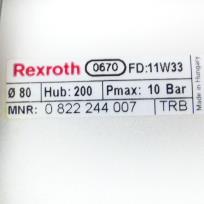 Rexroth 0670 FD:11W33
Ø 80 Hub: 200 Pmax: 10 Bar
MNR: 0 822 244 007 TRB
Made in Hungary